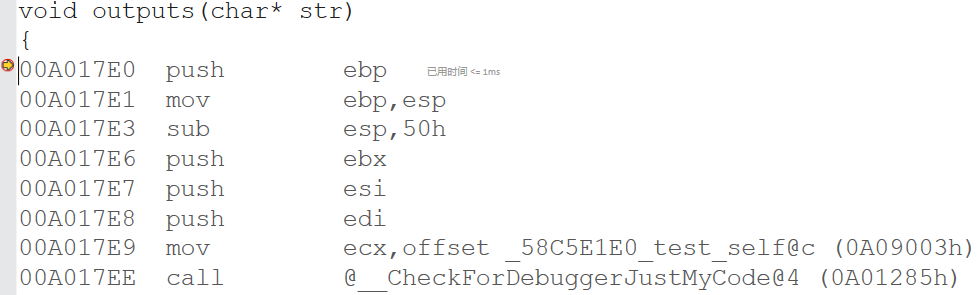 void outputs(char* str)
{
00A017E0 push ebp 已用时间 <= 1ms
00A017E1 mov ebp,esp
00A017E3 sub esp,50h
00A017E6 push ebx
00A017E7 push esi
00A017E8 push edi
00A017E9 mov ecx,offset _58C5E1E0_test_self@c (0A09003h)
00A017EE call @__CheckForDebuggerJustMyCode@4 (0A01285h)